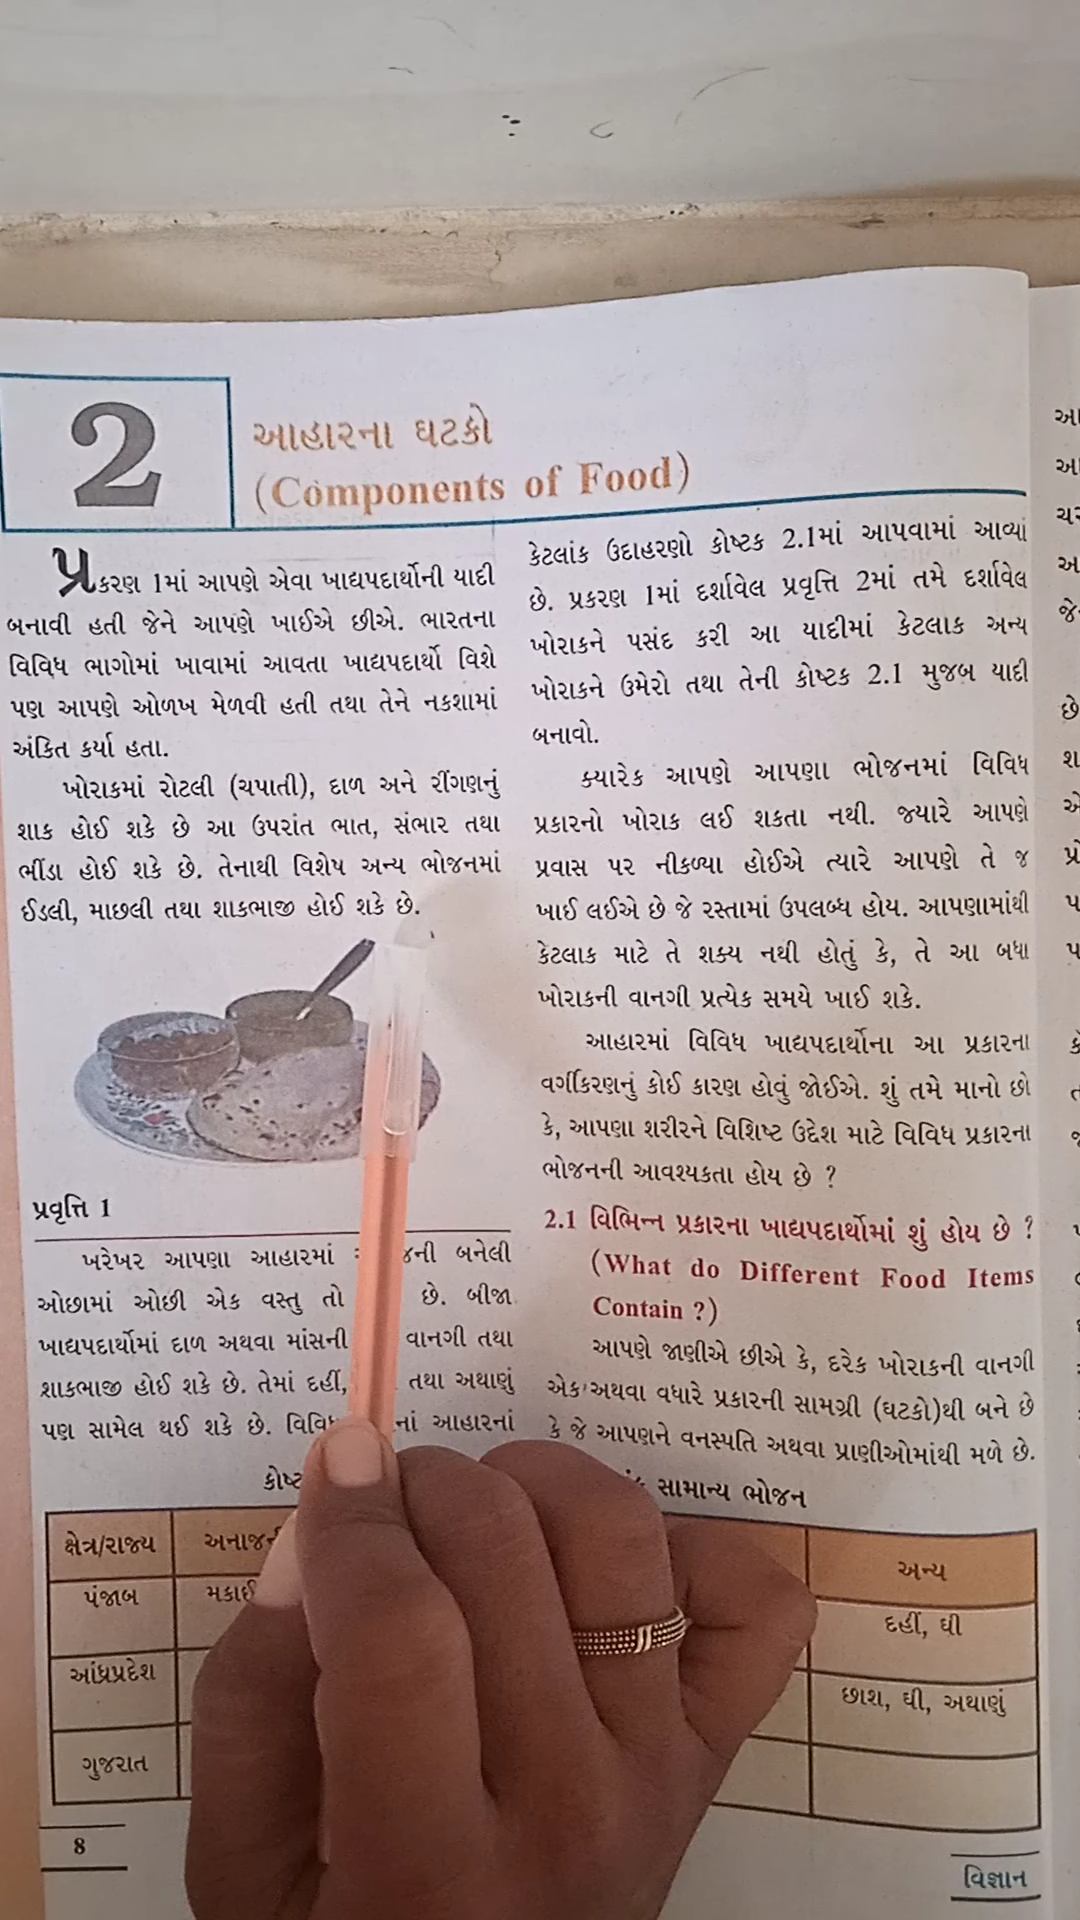 2
આહારના ઘટકો
(Components of Food)
પ્રકરણ 1માં આપણે એવા ખાદ્યપદાર્થોની યાદી
બનાવી હતી જેને આપણે ખાઈએ છીએ. ભારતના
વિવિધ ભાગોમાં ખાવામાં આવતા ખાદ્યપદાર્થો વિશે
પણ આપણે ઓળખ મેળવી હતી તથા તેને નકશામાં
અંકિત કર્યા હતા.
ખોરાકમાં રોટલી (ચપાતી), દાળ અને રીંગણનું
શાક હોઈ શકે છે આ ઉપરાંત ભાત, સંભાર તથા
ભીંડા હોઈ શકે છે. તેનાથી વિશેષ અન્ય ભોજનમાં
ઈડલી, માછલી તથા શાકભાજી હોઈ શકે છે.
પ્રવૃત્તિ 1
ખરેખર આપણા આહારમાં બનેલી
ઓછામાં ઓછી એક વસ્તુ તો છે. બીજા
ખાદ્યપદાર્થોમાં દાળ અથવા માંસની વાનગી તથા
શાકભાજી હોઈ શકે છે. તેમાં દહીં, તથા અથાણું
પણ સામેલ થઈ શકે છે. આહારનાં
કેટલાંક ઉદાહરણો કોષ્ટક 2.1માં આપવામાં આવ્યાં
છે. પ્રકરણ 1માં દર્શાવેલ પ્રવૃત્તિ 2માં તમે દર્શાવેલ
ખોરાકને પસંદ કરી આ યાદીમાં કેટલાક અન્ય
ખોરાકને ઉમેરો તથા તેની કોષ્ટક 2.1 મુજબ યાદી
બનાવો.
ક્યારેક આપણે આપણા ભોજનમાં વિવિધ
પ્રકારનો ખોરાક લઈ શકતા નથી. જ્યારે આપણે
પ્રવાસ પર નીકળ્યા હોઈએ ત્યારે આપણે તે જ
ખાઈ લઈએ છે જે રસ્તામાં ઉપલબ્ધ હોય. આપણામાંથી
કેટલાક માટે તે શક્ય નથી હોતું કે, તે આ બધા
ખોરાકની વાનગી પ્રત્યેક સમયે ખાઈ શકે.
આહારમાં વિવિધ ખાદ્યપદાર્થોના આ પ્રકારના
વર્ગીકરણનું કોઈ કારણ હોવું જોઈએ. શું તમે માનો છો
કે, આપણા શરીરને વિશિષ્ટ ઉદેશ માટે વિવિધ પ્રકારના
ભોજનની આવશ્યકતા હોય છે ?
2.1 વિભિન્ન પ્રકારના ખાદ્યપદાર્થોમાં શું હોય છે ?
(What do Different Food Items
Contain ?)
આપણે જાણીએ છીએ કે, દરેક ખોરાકની વાનગી
એક અથવા વધારે પ્રકારની સામગ્રી (ઘટકો)થી બને છે
કે જે આપણને વનસ્પતિ અથવા પ્રાણીઓમાંથી મળે છે.
સામાન્ય ભોજન
ક્ષેત્ર/રાજ્ય અન્ય
પંજાબ દહીં, ઘી
આંધ્રપ્રદેશ છાશ, ઘી, અથાણું
ગુજરાત
8
વિજ્ઞાન